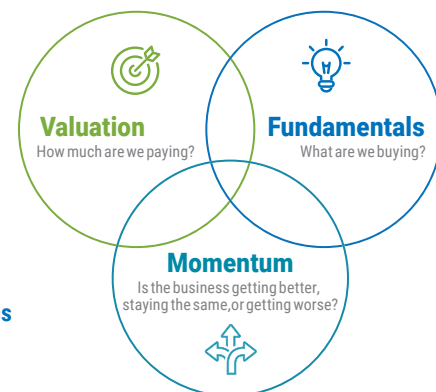 Valuation
How much are we paying?
Fundamentals
What are we buying?
Momentum
Is the business getting better,
staying the same, or getting worse?